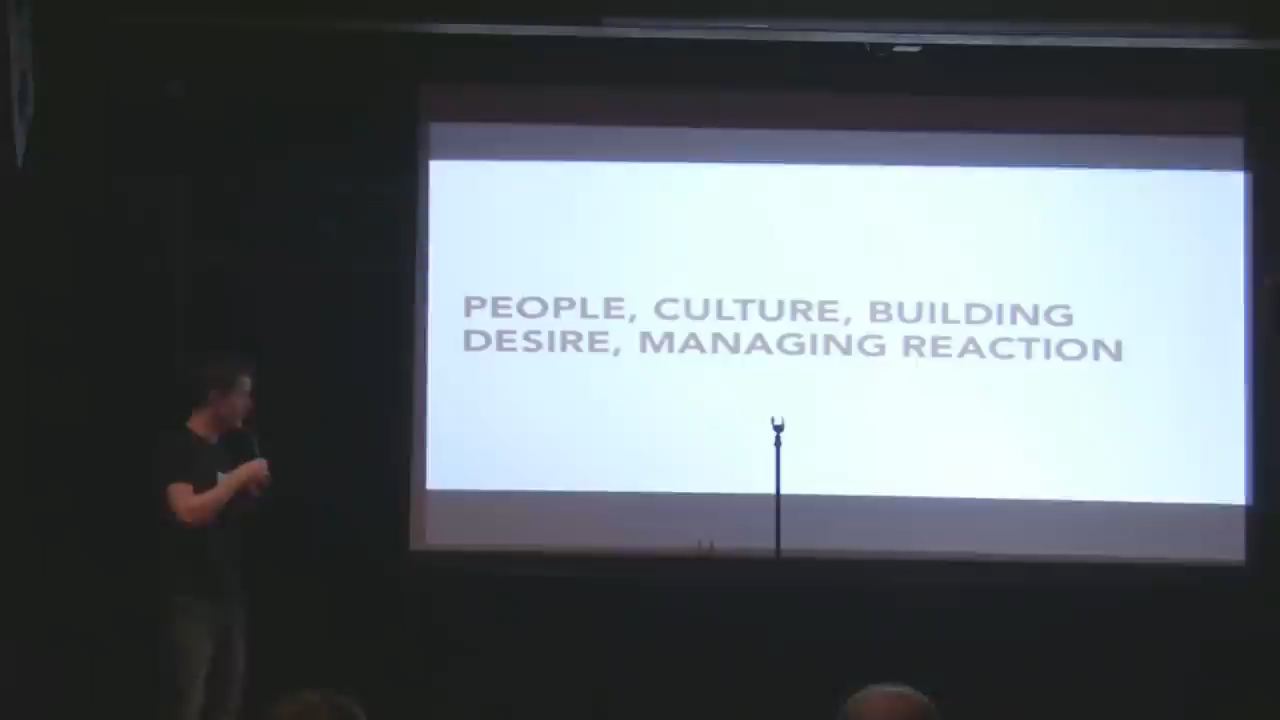 PEOPLE, CULTURE, BUILDING
DESIRE, MANAGING REACTION